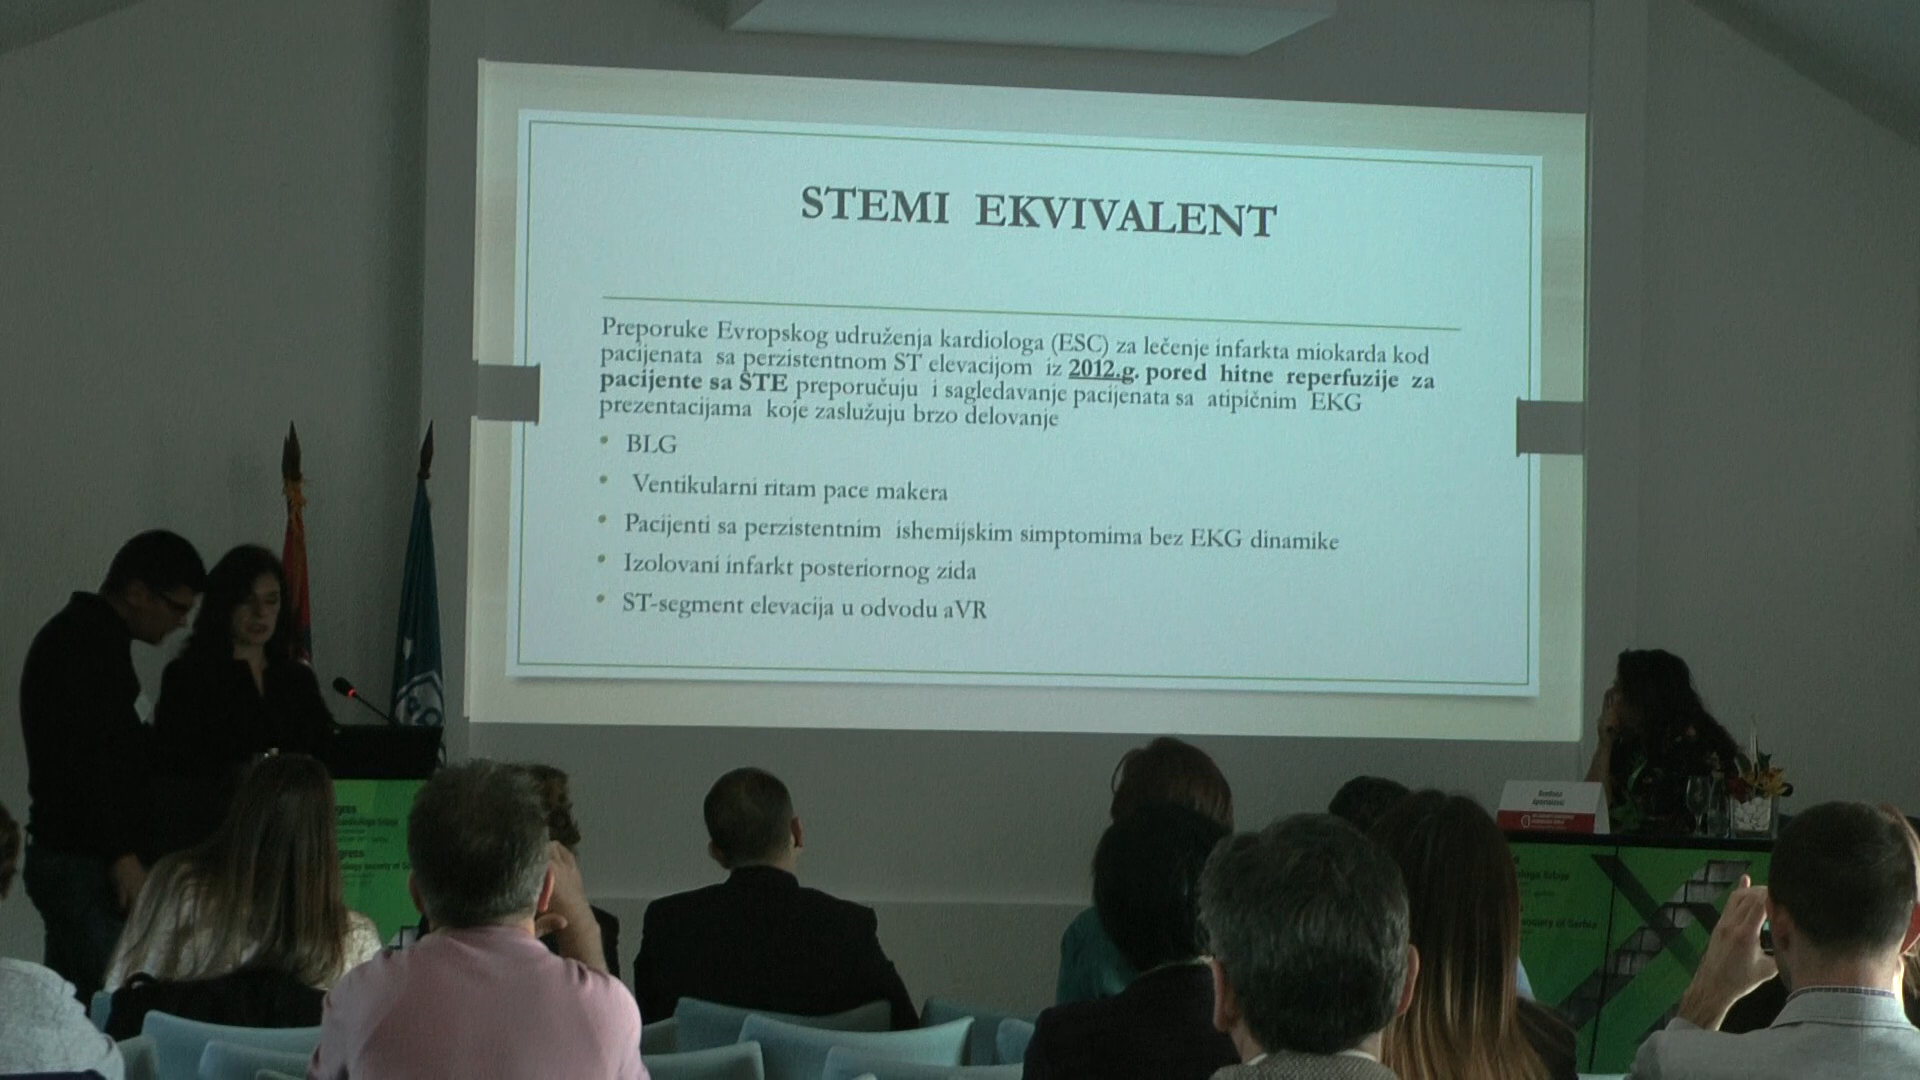 STEMI EKVIVALENT
Preporuke Evropskog udruženja kardiologa (ESC) za lečenje infarkta miokarda kod
pacijenata sa perzistentnom ST elevacijom iz 2012.g. pored hitne reperfuzije za
pacijente sa STE preporučuju i sagledavanje pacijenata sa atipičnim EKG
prezentacijama koje zaslužuju brzo delovanje
• BLG
• Ventikularni ritam pace makera
• Pacijenti sa perzistentnim ishemijskim simptomima bez EKG dinamike
• Izolovani infarkt posteriornog zida
• ST-segment elevacija u odvodu aVR
society of Serbia